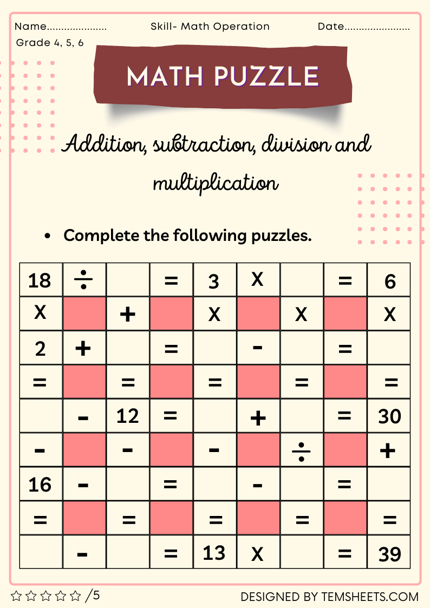 Name.................... Skill- Math Operation Date......................
Grade 4, 5, 6
MATH PUZZLE
Addition, subtraction, division and
multiplication
• Complete the following puzzles.
18 ÷ = 3 X = 6
X + X X X
2 + = - =
= = = = =
- 12 = + = 30
- - - ÷ +
16 - = - =
= = = = =
- = 13 X = 39
/5 DESIGNED BY TEMSHEETS.COM